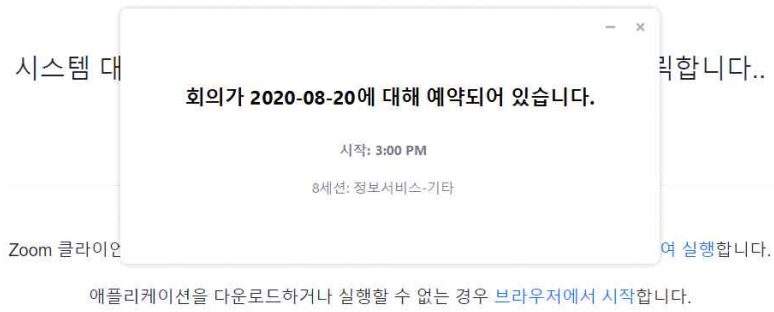 시스템 대
릭합니다..
회의가 2020-08-20에 대해 예약되어 있습니다.
시작: 3:00 PM
8세션: 정보서비스-기타
Zoom 클라이언
여 실행합니다.
애플리케이션을 다운로드하거나 실행할 수 없는 경우 브라우저에서 시작합니다.